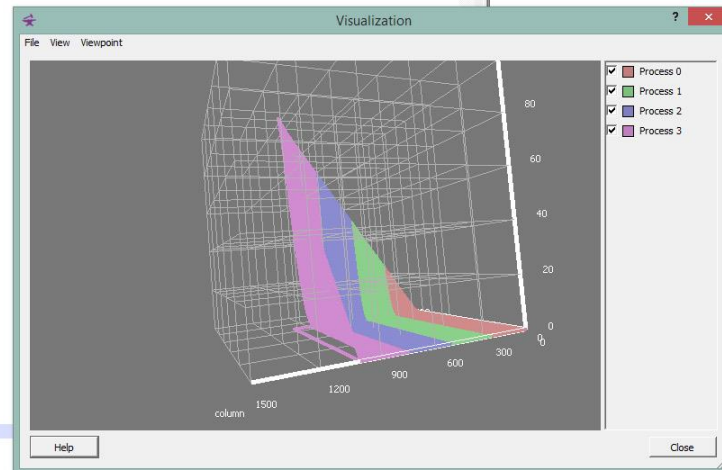 Visualization
? ×
File View Viewpoint
Process 0
Process 1
Process 2
Process 3
80
60
40
20
0
0
0
300
600
900
1200
1500
column
Help
Close